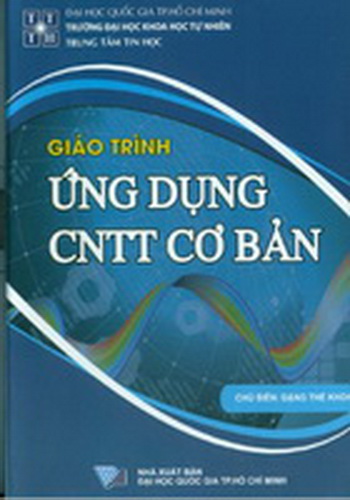 ĐẠI HỌC QUỐC GIA TP.HỒ CHÍ MINH
TRƯỜNG ĐẠI HỌC KHOA HỌC TỰ NHIÊN
TRUNG TÂM TIN HỌC
GIÁO TRÌNH
ỨNG DỤNG
CNTT CƠ BẢN
CHỦ BIÊN: ĐẶNG THẾ KHOA
NHÀ XUẤT BẢN
ĐẠI HỌC QUỐC GIA TP.HỒ CHÍ MINH